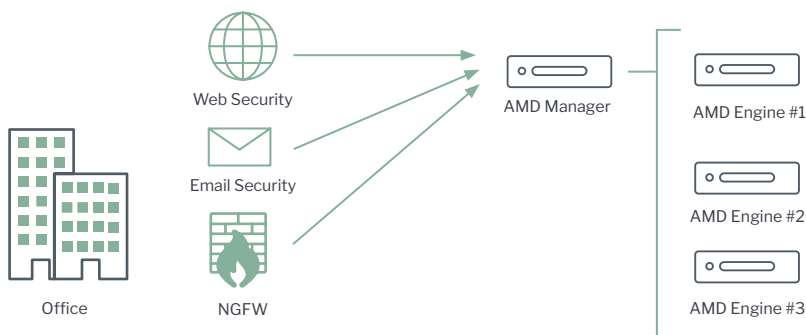 Web Security
AMD Manager
AMD Engine #1
Email Security
AMD Engine #2
Office
NGFW
AMD Engine #3